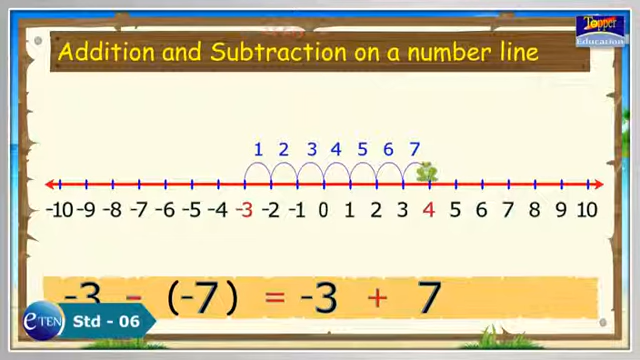 Topper
Education
Addition and Subtraction on a number line
1 2 3 4 5 6 7
-10 -9 -8 -7 -6 -5 -4 -3 -2 -1 0 1 2 3 4 5 6 7 8 9 10
-3 - (-7) = -3 + 7
eTEN Std - 06